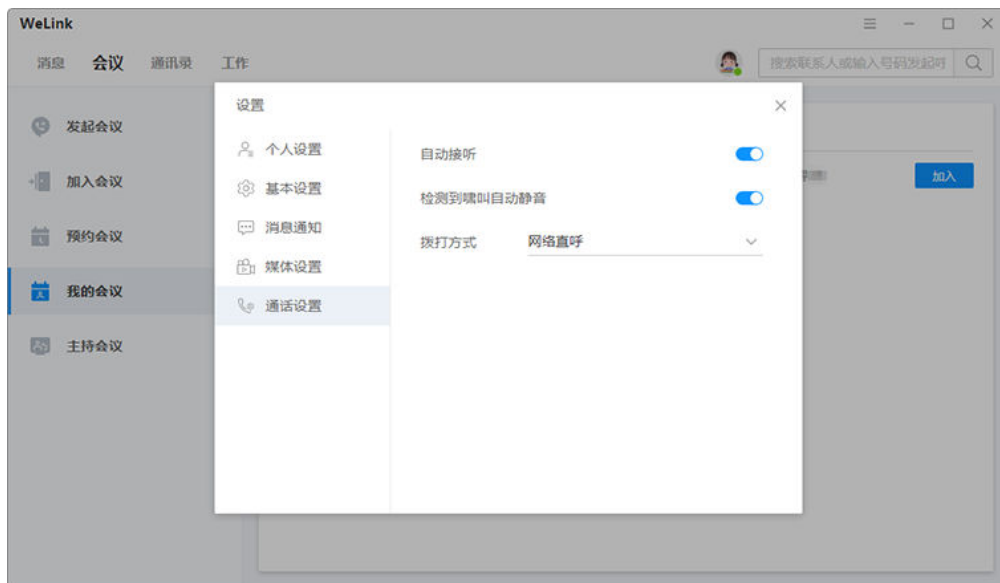 WeLink
消息 会议 通讯录 工作
搜索联系人或输入号码发起呼
设置
发起会议
加入会议
预约会议
我的会议
主持会议
个人设置
基本设置
消息通知
媒体设置
通话设置
自动接听
检测到啸叫自动静音
拨打方式 网络直呼
加入